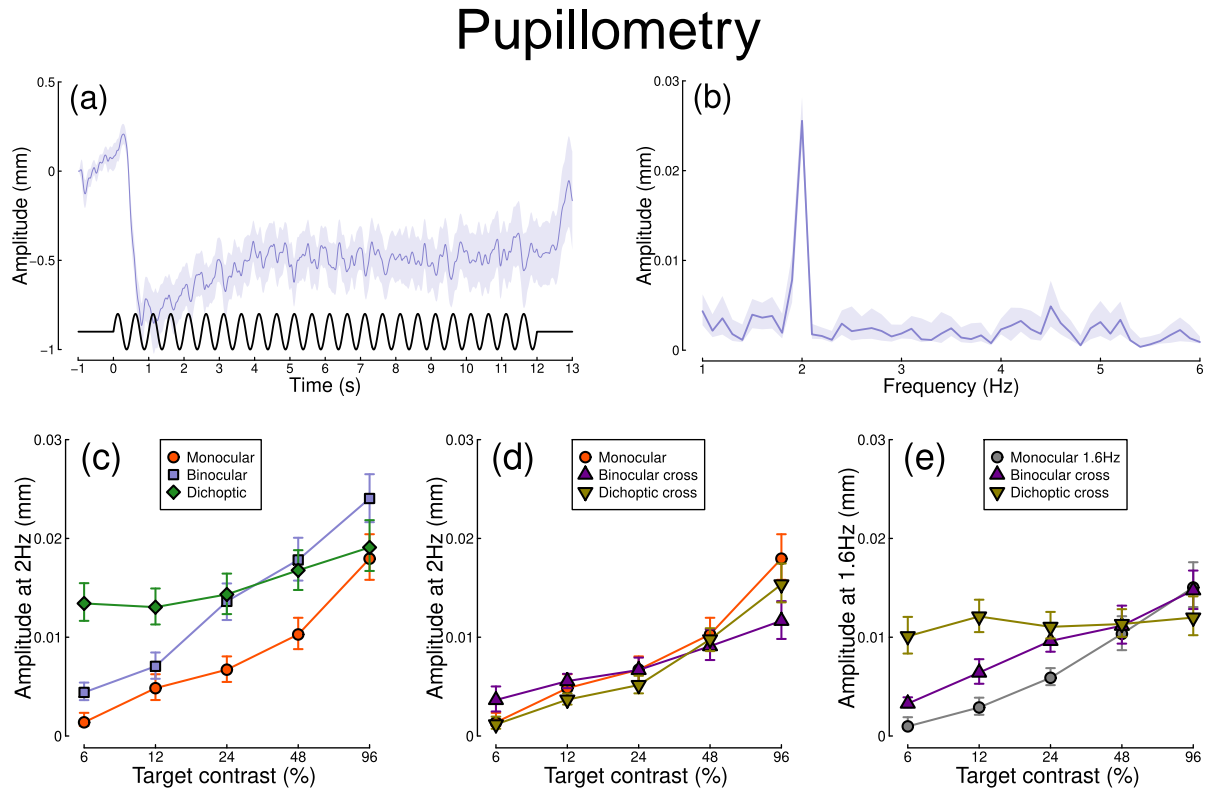 Pupillometry
(a)
Amplitude (mm)
0.5
0
−0.5
−1
−1 0 1 2 3 4 5 6 7 8 9 10 11 12 13
Time (s)
(b)
Amplitude (mm)
0.03
0.02
0.01
0
1 2 3 4 5 6
Frequency (Hz)
(c)
Monocular
Binocular
Dichoptic
Amplitude at 2Hz (mm)
0.03
0.02
0.01
0
6 12 24 48 96
Target contrast (%)
(d)
Monocular
Binocular cross
Dichoptic cross
Amplitude at 2Hz (mm)
0.03
0.02
0.01
0
6 12 24 48 96
Target contrast (%)
(e)
Monocular 1.6Hz
Binocular cross
Dichoptic cross
Amplitude at 1.6Hz (mm)
0.03
0.02
0.01
0
6 12 24 48 96
Target contrast (%)